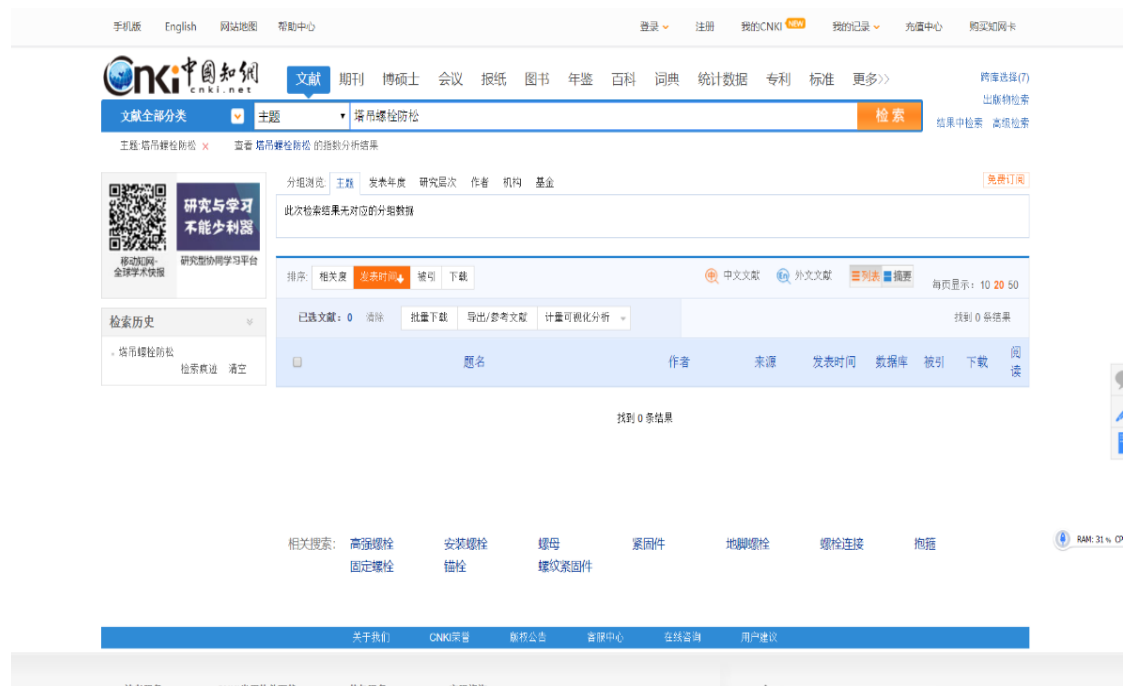 手机版 English 网站地图 帮助中心 登录 注册 我的CNKI NEW 我的记录 充值中心 购买知网卡
Cnki中国知网 文献 期刊 博硕士 会议 报纸 图书 年鉴 百科 词典 统计数据 专利 标准 更多>> 跨库选择(7)
cnki.net
出版物检索
文献全部分类 主题 塔吊螺栓防松 检索
结果中检索 高级检索
主题:塔吊螺栓防松 x 查看 塔吊螺栓防松 的指数分析结果
分组浏览: 主题 发表年度 研究层次 作者 机构 基金 免费订阅
此次检索结果无对应的分组数据
研究与学习
不能少利器
移动知网-
全球学术快报
研究型协同学习平台
排序: 相关度 发表时间↓ 被引 下载 中 中文文献 En 外文文献 列表 摘要 每页显示: 10 20 50
检索历史
已选文献: 0 清除 批量下载 导出/参考文献 计量可视化分析 找到 0 条结果
塔吊螺栓防松
检索痕迹 清空
题名 作者 来源 发表时间 数据库 被引 下载 阅读
找到 0 条结果
相关搜索: 高强螺栓 安装螺栓 螺母 紧固件 地脚螺栓 螺栓连接 抱箍
固定螺栓 锚栓 螺纹紧固件
RAM: 31 % CP
关于我们 CNKI荣誉 版权公告 客服中心 在线咨询 用户建议